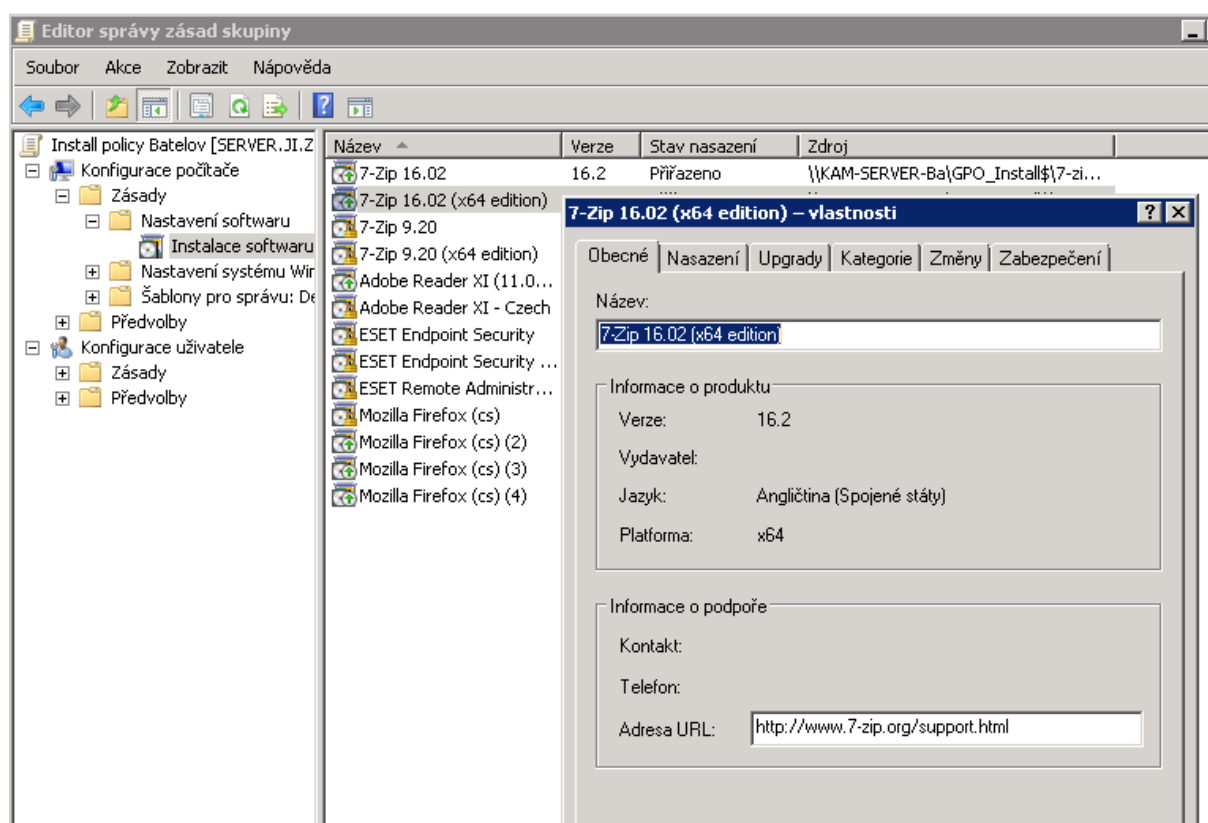 Editor správy zásad skupiny
Soubor Akce Zobrazit Nápověda
Install policy Batelov [SERVER.JI.Z
Konfigurace počítače
Zásady
Nastavení softwaru
Instalace softwaru
Nastavení systému Wir
Šablony pro správu: De
Předvolby
Konfigurace uživatele
Zásady
Předvolby
Název Verze Stav nasazení Zdroj
7-Zip 16.02 16.2 Přiřazeno \\KAM-SERVER-Ba\GPO_Install$\7-zi...
7-Zip 16.02 (x64 edition)
7-Zip 9.20
7-Zip 9.20 (x64 edition)
Adobe Reader XI (11.0...
Adobe Reader XI - Czech
ESET Endpoint Security
ESET Endpoint Security ...
ESET Remote Administr...
Mozilla Firefox (cs)
Mozilla Firefox (cs) (2)
Mozilla Firefox (cs) (3)
Mozilla Firefox (cs) (4)
7-Zip 16.02 (x64 edition) – vlastnosti
Obecné Nasazení Upgrady Kategorie Změny Zabezpečení
Název:
7-Zip 16.02 (x64 edition)
Informace o produktu
Verze: 16.2
Vydavatel:
Jazyk: Angličtina (Spojené státy)
Platforma: x64
Informace o podpoře
Kontakt:
Telefon:
Adresa URL: http://www.7-zip.org/support.html